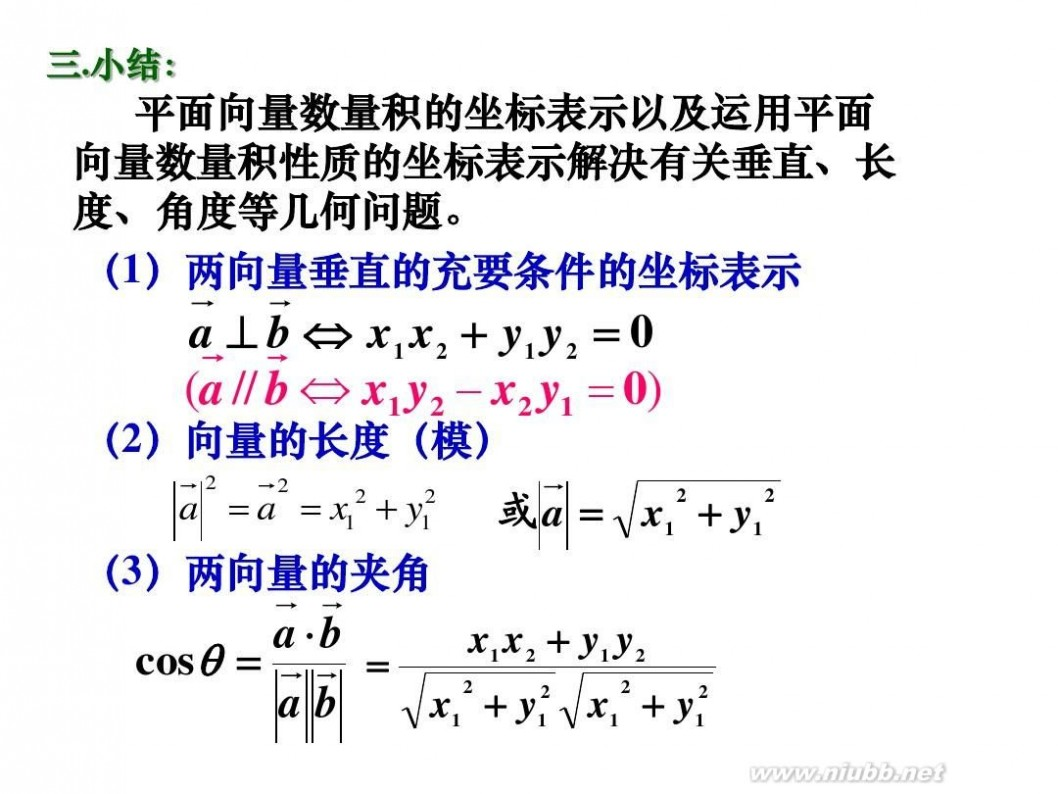 三.小结：
平面向量数量积的坐标表示以及运用平面
向量数量积性质的坐标表示解决有关垂直、长
度、角度等几何问题。
（1）两向量垂直的充要条件的坐标表示
$\vec{a} \perp \vec{b} \Leftrightarrow x_1x_2 + y_1y_2 = 0$
$(\vec{a} // \vec{b} \Leftrightarrow x_1y_2 - x_2y_1 = 0)$
（2）向量的长度（模）
$|\vec{a}|^2 = \vec{a}^2 = x_1^2 + y_1^2$ 或 $|\vec{a}| = \sqrt{x_1^2 + y_1^2}$
（3）两向量的夹角
$\cos\theta = \frac{\vec{a} \cdot \vec{b}}{|\vec{a}||\vec{b}|} = \frac{x_1x_2 + y_1y_2}{\sqrt{x_1^2 + y_1^2}\sqrt{x_1^2 + y_1^2}}$
www.niubb.net